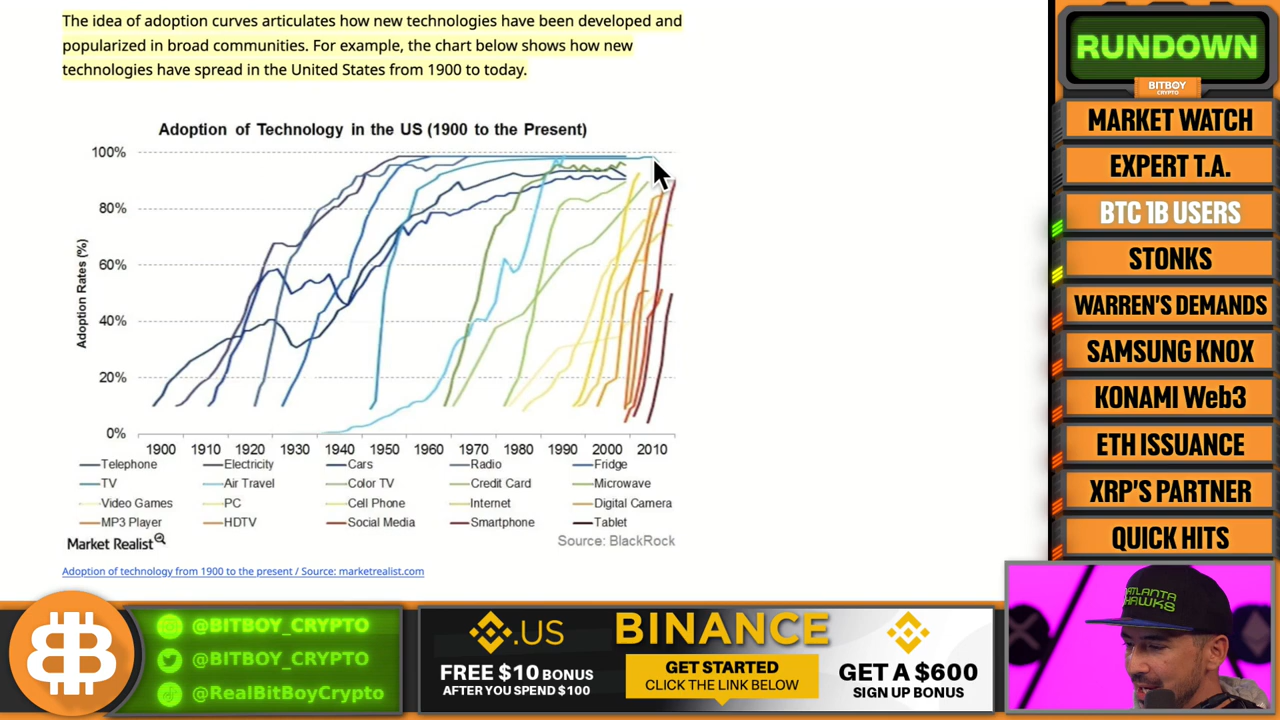 The idea of adoption curves articulates how new technologies have been developed and
popularized in broad communities. For example, the chart below shows how new
technologies have spread in the United States from 1900 to today.
Adoption of Technology in the US (1900 to the Present)
Adoption Rates (%)
100%
80%
60%
40%
20%
0%
1900 1910 1920 1930 1940 1950 1960 1970 1980 1990 2000 2010
Telephone Electricity Cars Radio Fridge
TV Air Travel Color TV Credit Card Microwave
Video Games PC Cell Phone Internet Digital Camera
MP3 Player HDTV Social Media Smartphone Tablet
Market Realist
Source: BlackRock
Adoption of technology from 1900 to the present / Source: marketrealist.com
RUNDOWN
BITBOY
CRYPTO
MARKET WATCH
EXPERT T.A.
BTC 1B USERS
STONKS
WARREN'S DEMANDS
SAMSUNG KNOX
KONAMI Web3
ETH ISSUANCE
XRP'S PARTNER
QUICK HITS
@BITBOY_CRYPTO
@BITBOY_CRYPTO
@RealBitBoyCrypto
.US
FREE $10 BONUS
AFTER YOU SPEND $100
BINANCE
GET STARTED
CLICK THE LINK BELOW
GET A $600
SIGN UP BONUS
ATLANTA
HAWKS